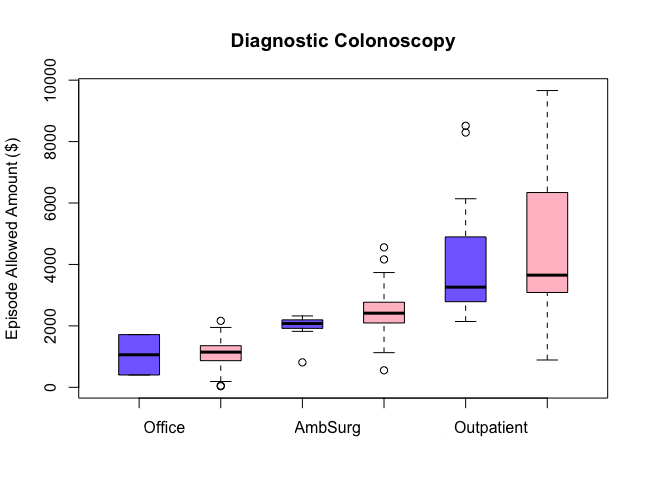 Diagnostic Colonoscopy
Episode Allowed Amount ($)
10000
8000
6000
4000
2000
0
Office AmbSurg Outpatient